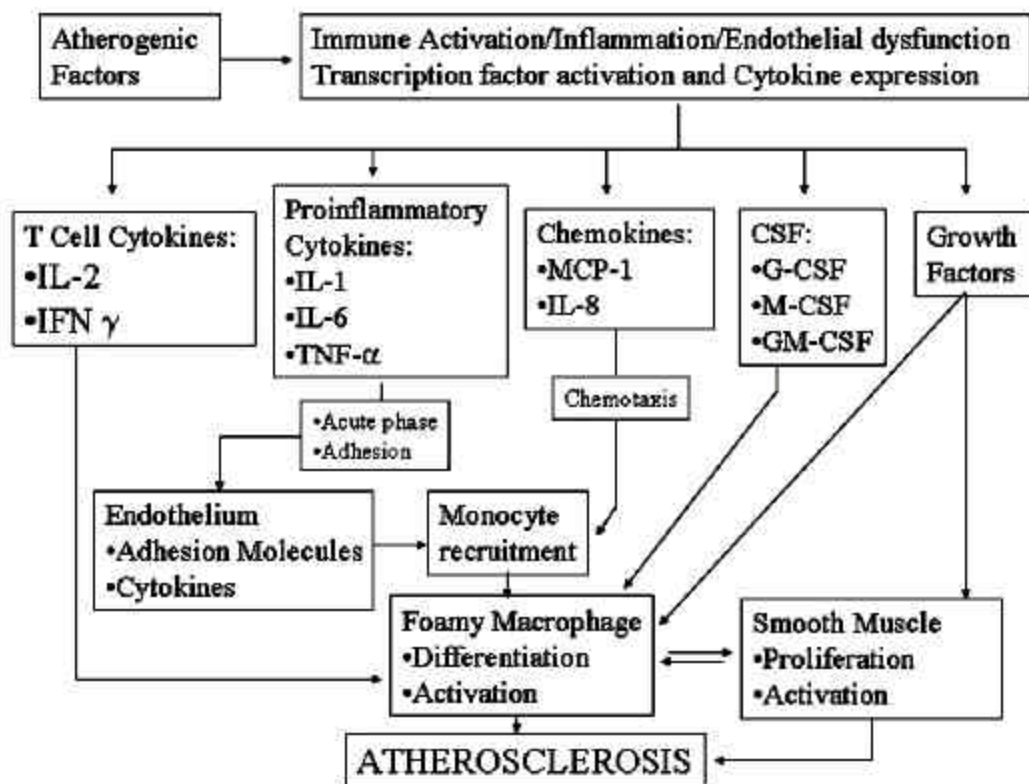 Atherogenic
Factors
Immune Activation/Inflammation/Endothelial dysfunction
Transcription factor activation and Cytokine expression
T Cell Cytokines:
•IL-2
•IFN γ
Proinflammatory
Cytokines:
•IL-1
•IL-6
•TNF-α
Chemokines:
•MCP-1
•IL-8
CSF:
•G-CSF
•M-CSF
•GM-CSF
Growth
Factors
•Acute phase
•Adhesion
Chemotaxis
Endothelium
•Adhesion Molecules
•Cytokines
Monocyte
recruitment
Foamy Macrophage
•Differentiation
•Activation
Smooth Muscle
•Proliferation
•Activation
ATHEROSCLEROSIS